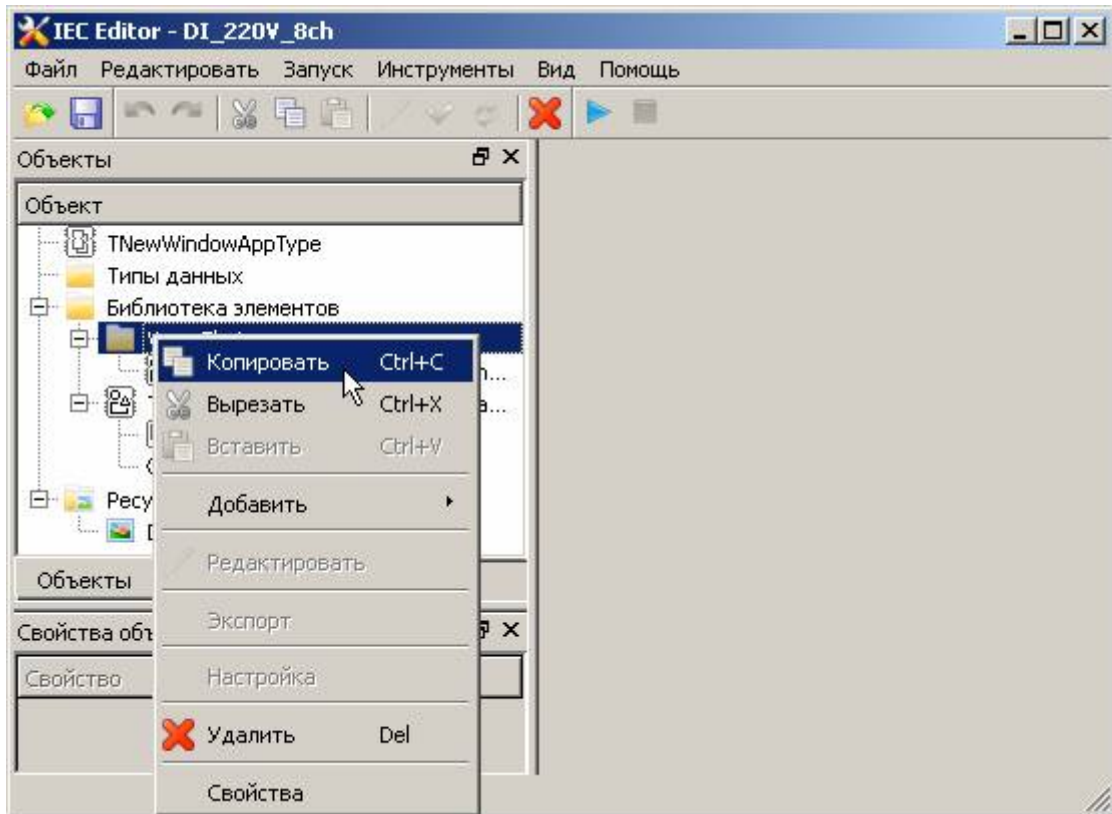 IEC Editor - DI_220V_8ch
Файл Редактировать Запуск Инструменты Вид Помощь
Объекты
Объект
TNewWindowAppType
Типы данных
Библиотека элементов
Копировать Ctrl+C
Вырезать Ctrl+X
Вставить Ctrl+V
Добавить
Редактировать
Экспорт
Настройка
Удалить Del
Свойства
Объекты
Свойство